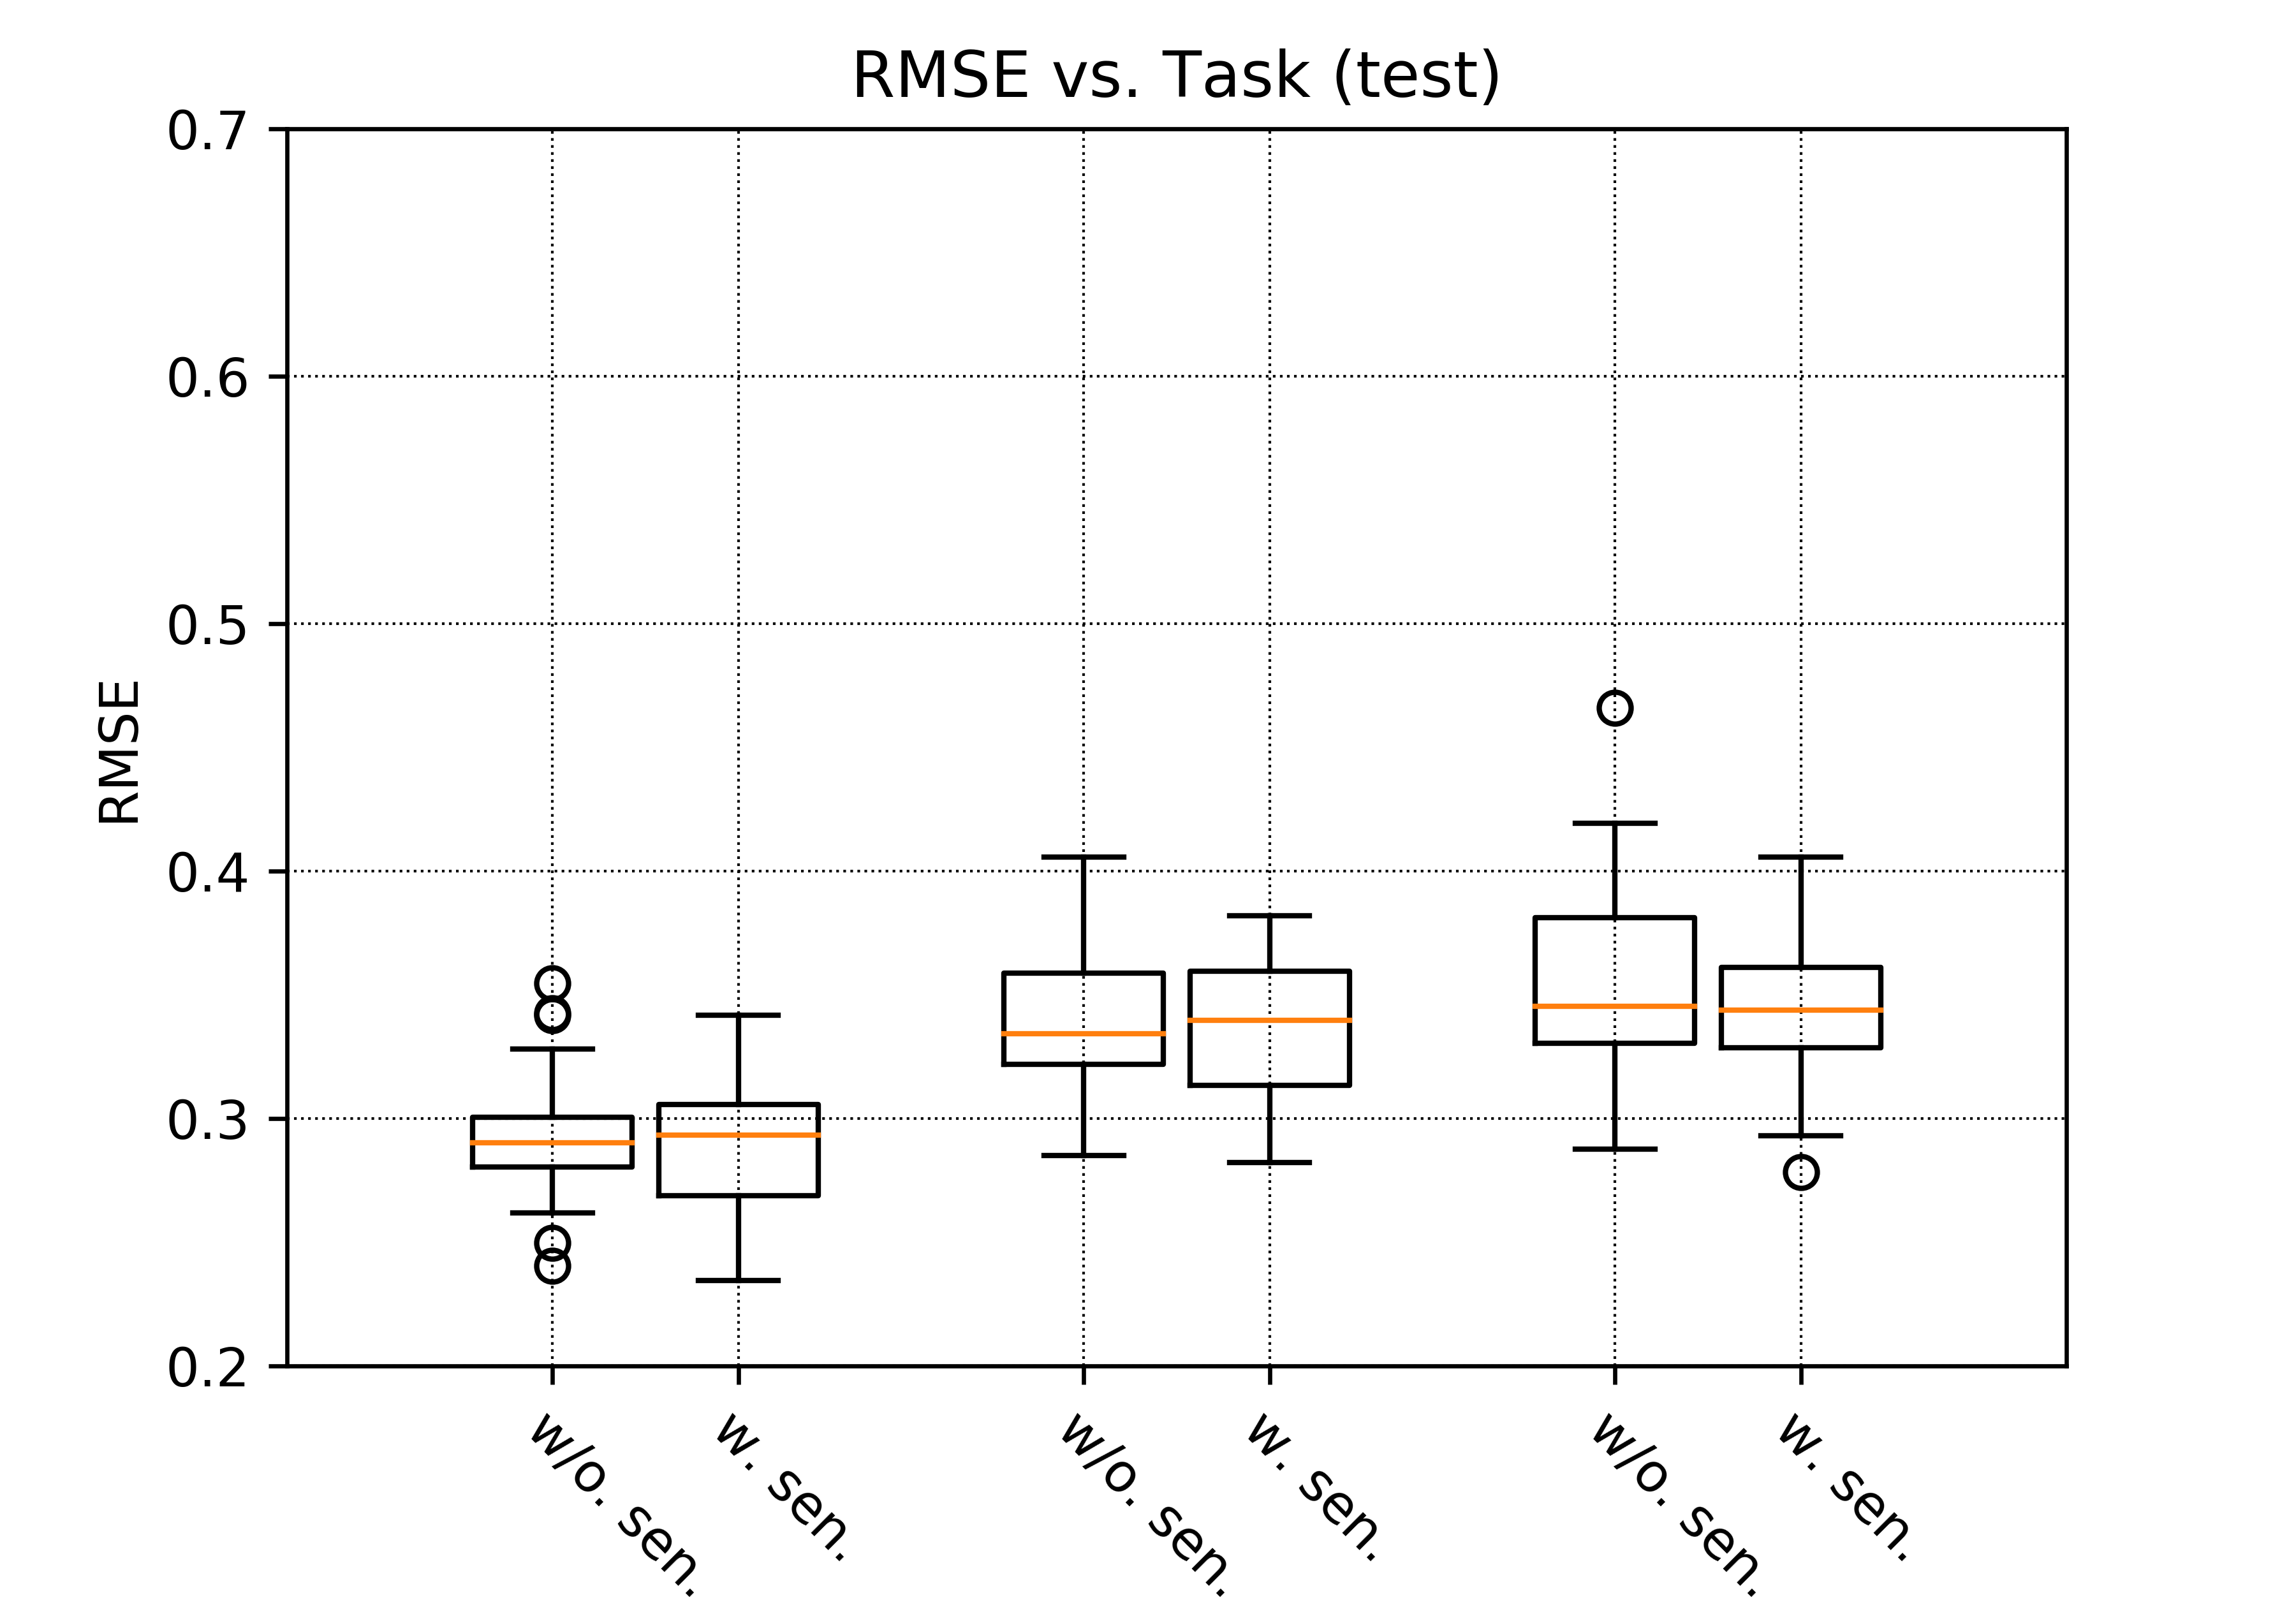 RMSE vs. Task (test)
0.7
0.6
0.5
0.4
0.3
0.2
RMSE
w/o. sen.
w. sen.
w/o. sen.
w. sen.
w/o. sen.
w. sen.